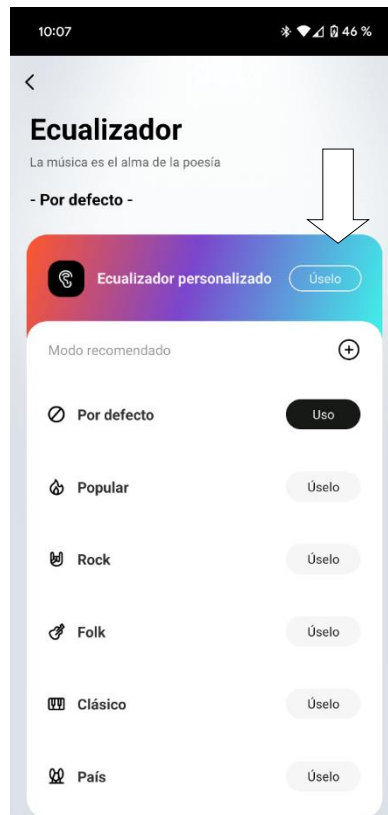 10:07
46 %
Ecualizador
La música es el alma de la poesía
- Por defecto -
Ecualizador personalizado Úselo
Modo recomendado
Por defecto Uso
Popular Úselo
Rock Úselo
Folk Úselo
Clásico Úselo
País Úselo